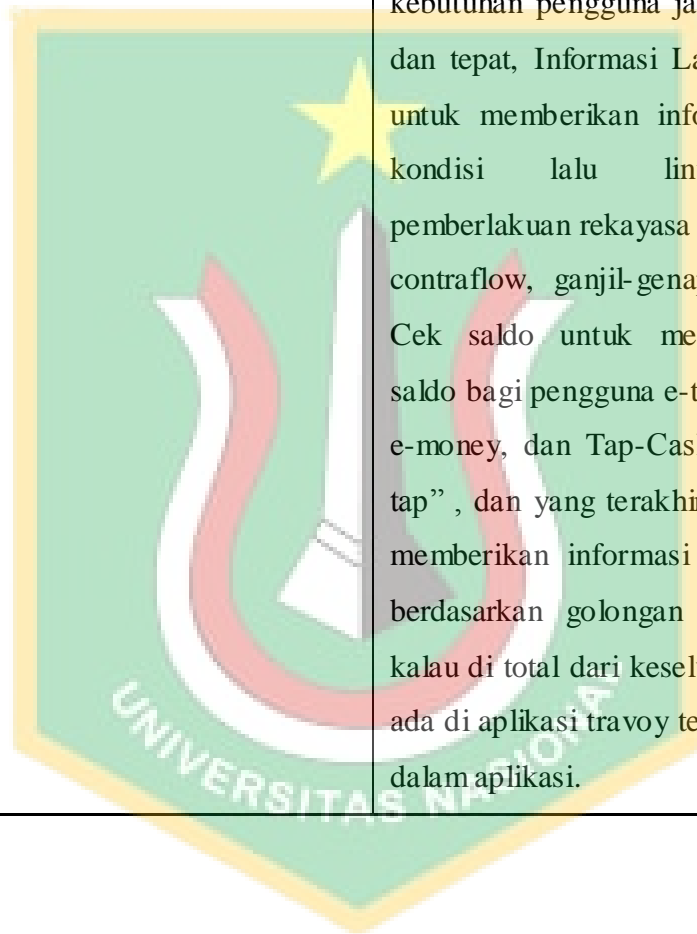 kebutuhan pengguna ja
dan tepat, Informasi La
untuk memberikan info
kondisi lalu lin
pemberlakuan rekayasa
contraflow, ganjil-gena
Cek saldo untuk me
saldo bagi pengguna e-t
e-money, dan Tap-Cas
tap” , dan yang terakhi
memberikan informasi
berdasarkan golongan
kalau di total dari kesel
ada di aplikasi travoy te
dalam aplikasi.
UNIVERSITAS NASIONAL